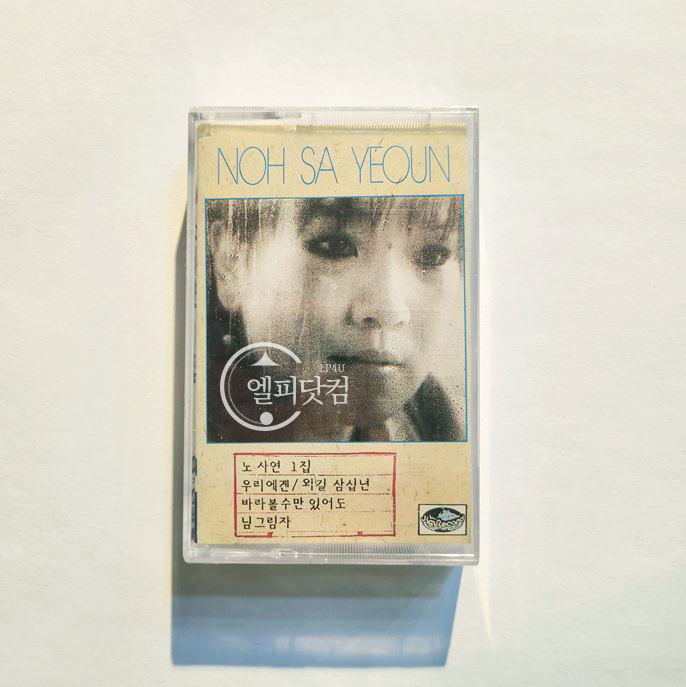 NOH SA YEOUN
LP4U
엘피닷컴
노 사연 1집
우리에겐/외길 삼십년
바라볼수만 있어도
님그림자